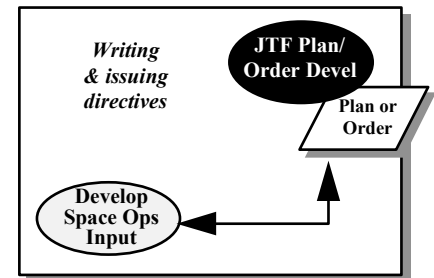 Writing
& issuing
directives
JTF Plan/
Order Devel
Plan or
Order
Develop
Space Ops
Input